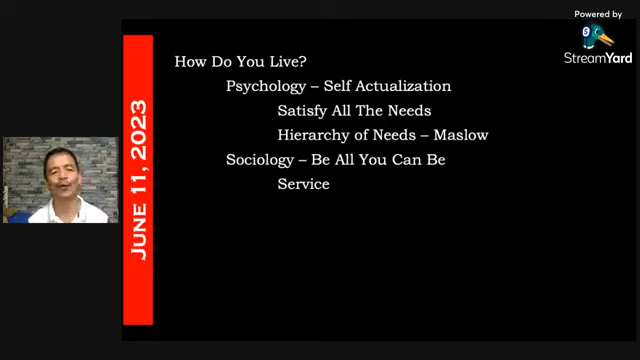 Powered by
StreamYard
JUNE 11, 2023
How Do You Live?
Psychology – Self Actualization
Satisfy All The Needs
Hierarchy of Needs – Maslow
Sociology – Be All You Can Be
Service